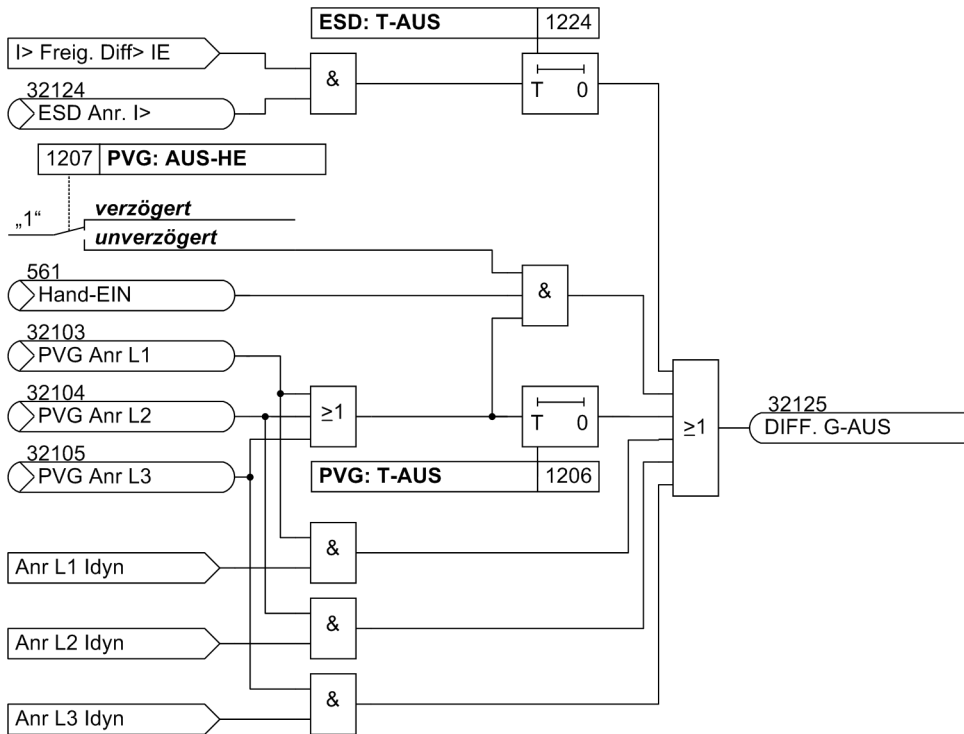 ESD: T-AUS 1224
I> Freig. Diff> IE
&
T 0
32124
ESD Anr. I>
1207 PVG: AUS-HE
verzögert
„1“
unverzögert
561
Hand-EIN
&
32103
PVG Anr L1
32104
PVG Anr L2
≥1
T 0
≥1
32125
DIFF. G-AUS
32105
PVG Anr L3
PVG: T-AUS 1206
&
Anr L1 Idyn
&
Anr L2 Idyn
&
Anr L3 Idyn